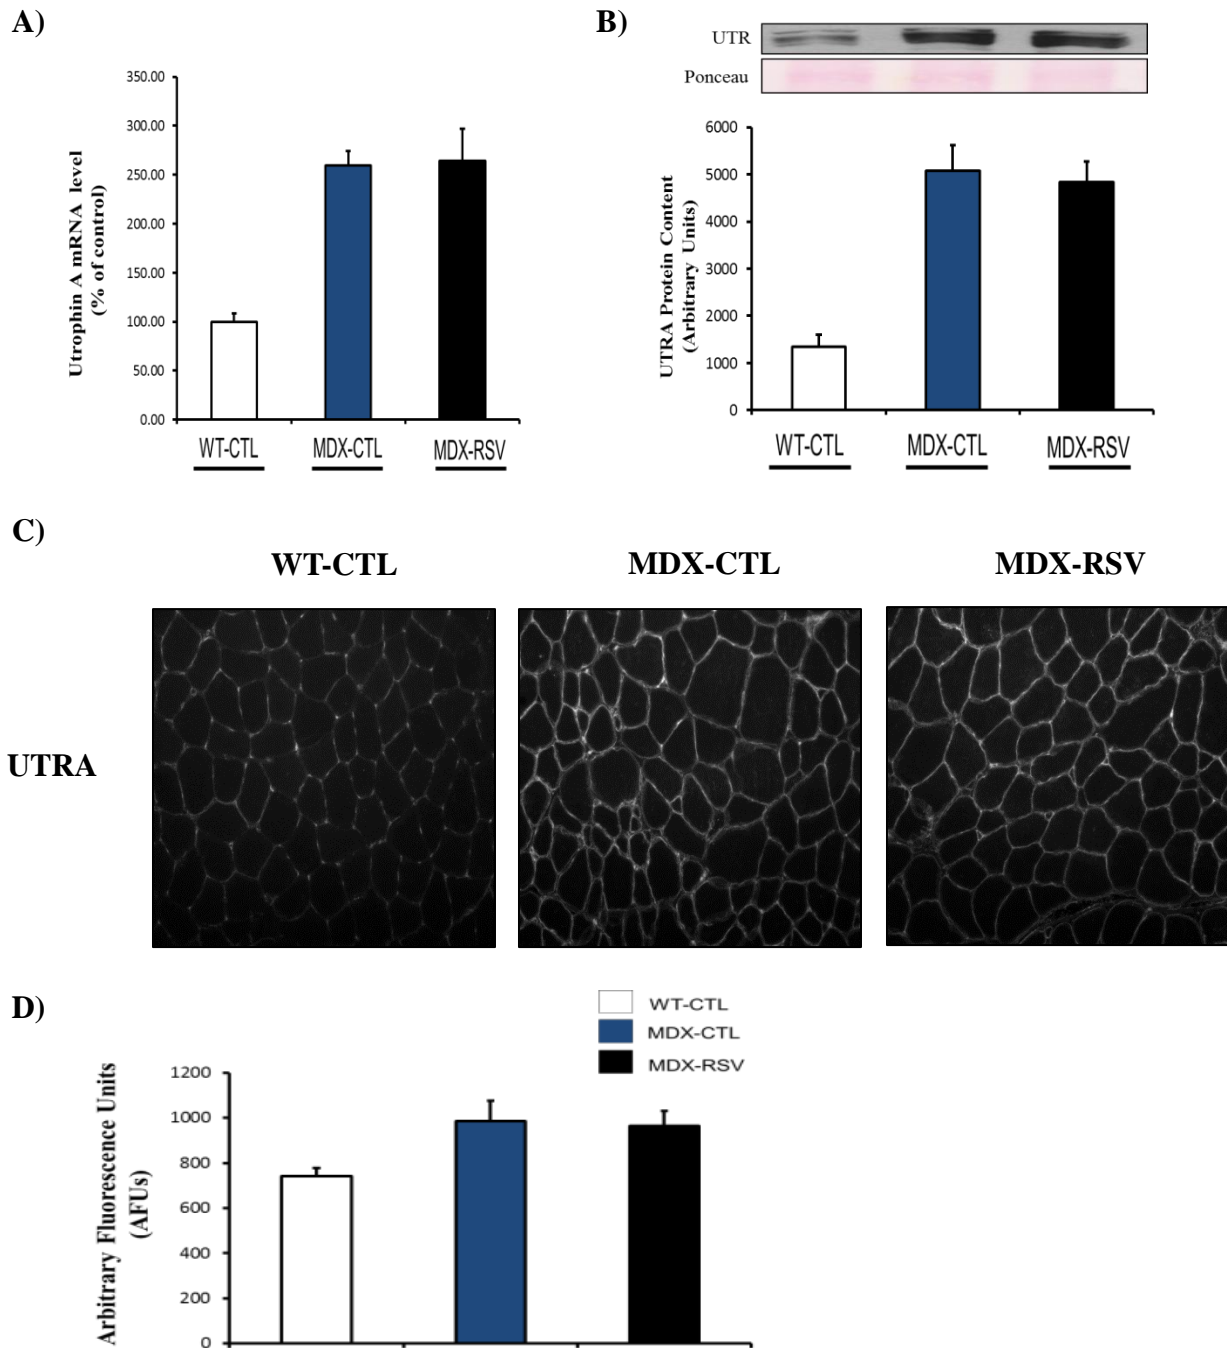 A)
Utrophin A mRNA level
(% of control)
350.00
300.00
250.00
200.00
150.00
100.00
50.00
0.00
WT-CTL MDX-CTL MDX-RSV
B)
UTR
Ponceau
UTRA Protein Content
(Arbitrary Units)
6000
5000
4000
3000
2000
1000
0
WT-CTL MDX-CTL MDX-RSV
C)
WT-CTL MDX-CTL MDX-RSV
UTRA
D)
WT-CTL
MDX-CTL
MDX-RSV
Arbitrary Fluorescence Units
(AFUs)
1200
1000
800
600
400
200
0